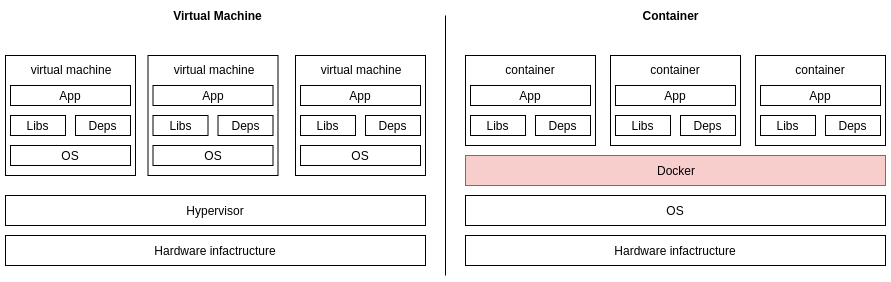 Virtual Machine
virtual machine
App
Libs Deps
OS
virtual machine
App
Libs Deps
OS
virtual machine
App
Libs Deps
OS
Hypervisor
Hardware infactructure
Container
container
App
Libs Deps
container
App
Libs Deps
container
App
Libs Deps
Docker
OS
Hardware infactructure